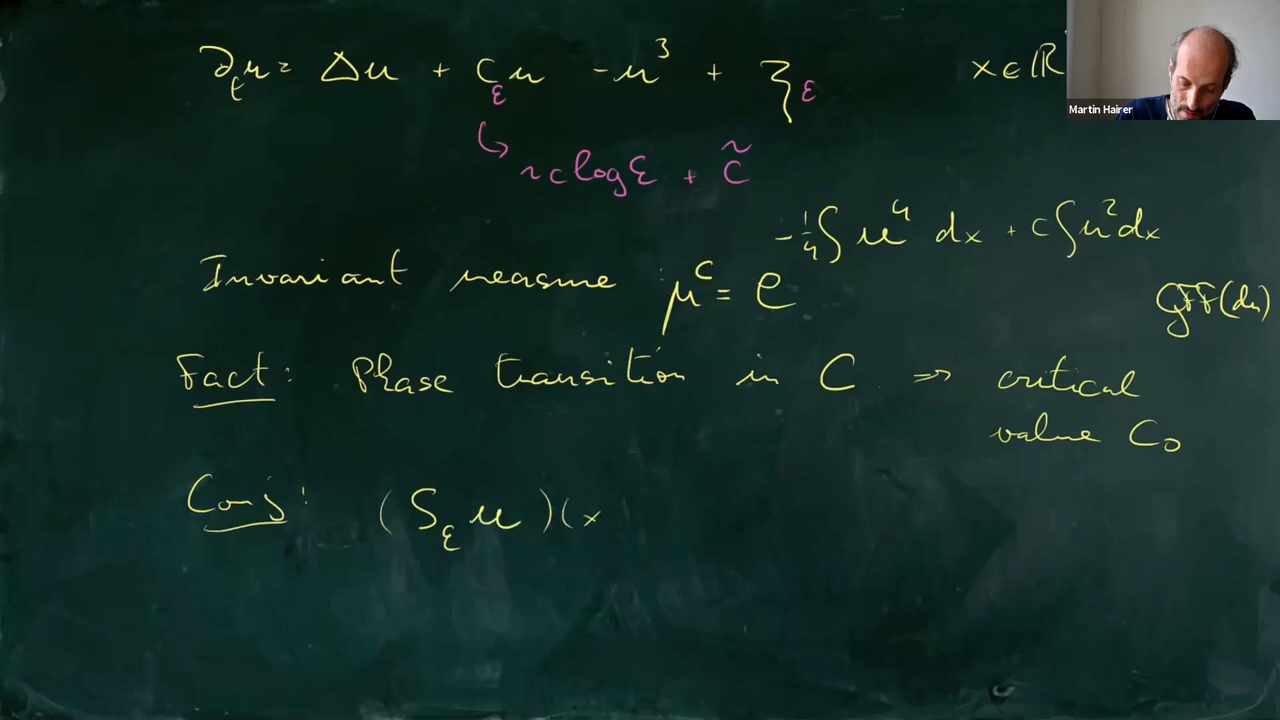 ∂_t u = Δu + C_ε u - u³ + ξ_ε x ∈ ℝ
Martin Hairer
↳ ~ c log ε + c̃
Invariant measure μ^C = e^{-¼ ∫ u⁴ dx + C ∫ u² dx} GFF(du)
Fact: Phase transition in C ⇒ critical
value C₀
Conj: (S_ε u)(x